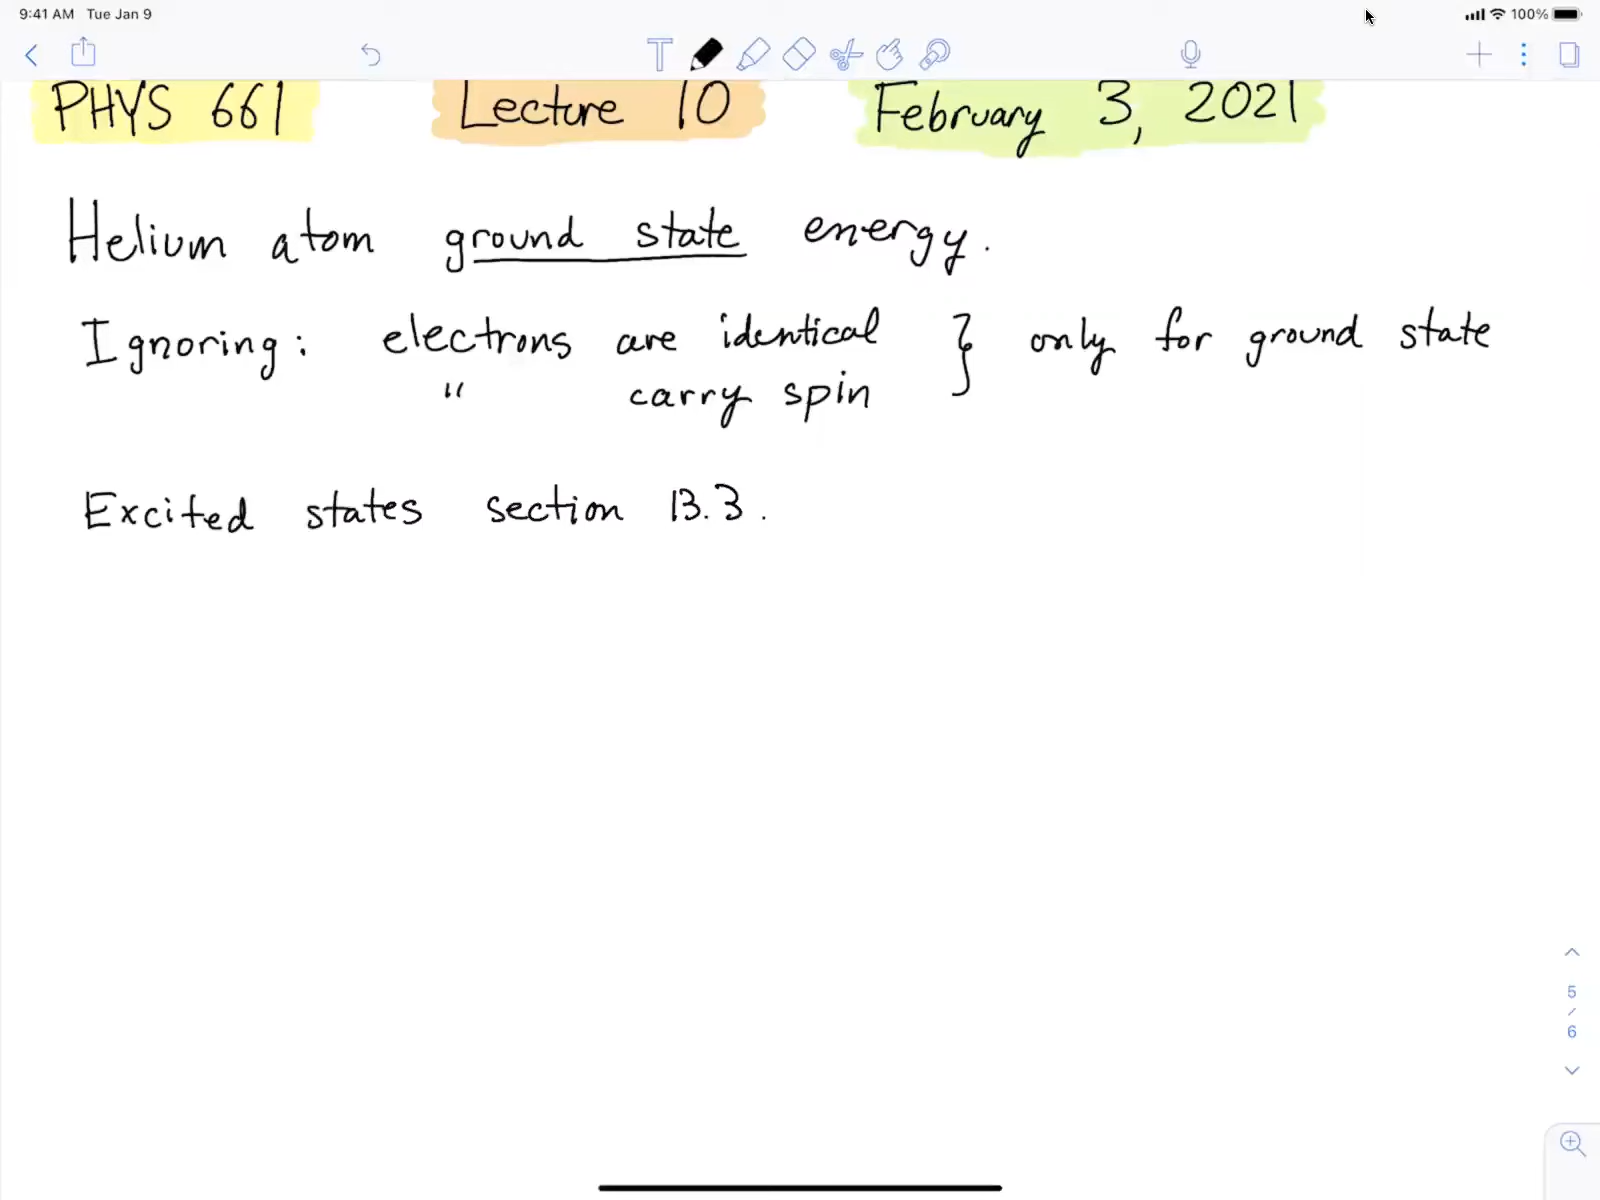 9:41 AM Tue Jan 9
100%
PHYS 661 Lecture 10 February 3, 2021
Helium atom ground state energy.
Ignoring: electrons are identical } only for ground state
" carry spin
Excited states section 13.3.
5
/
6